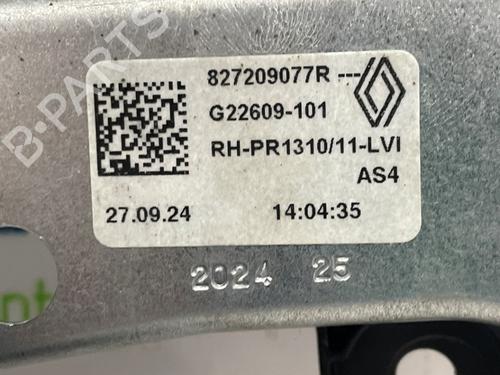 B-PARTS
827209077R ---
G22609-101
RH-PR1310/11-LVI
AS4
27.09.24 14:04:35
2024 25